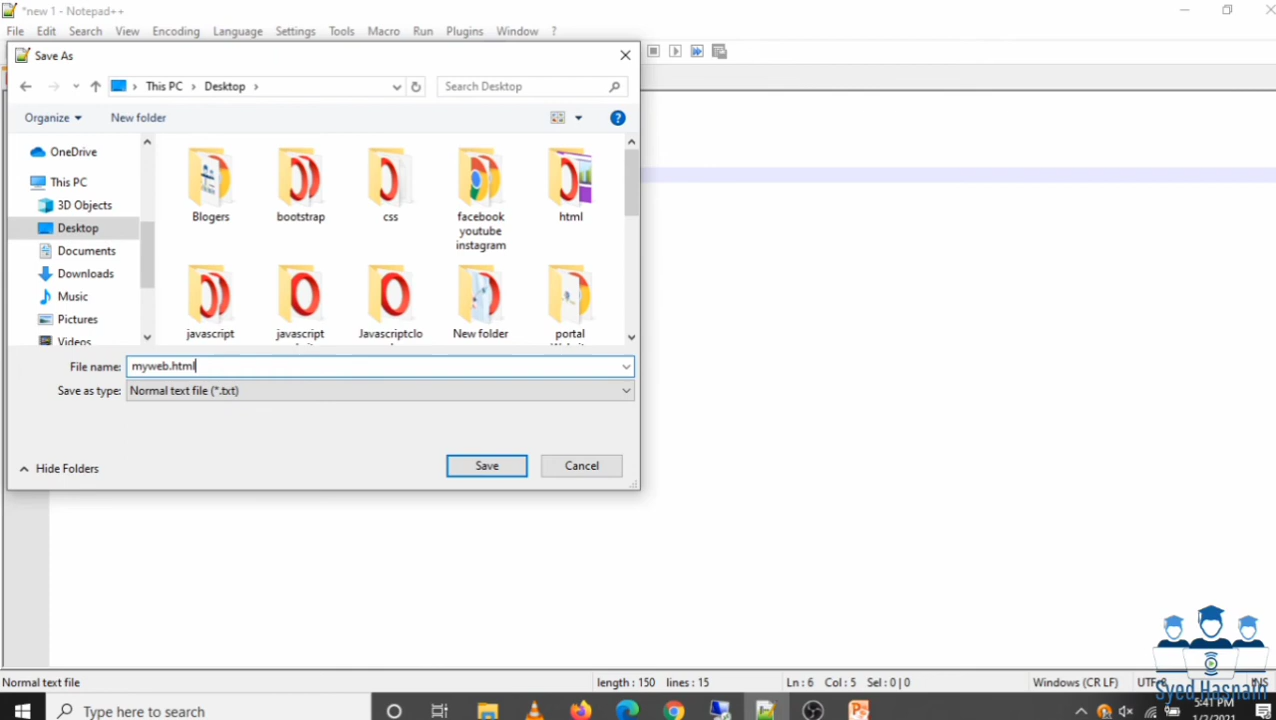 *new 1 - Notepad++
File Edit Search View Encoding Language Settings Tools Macro Run Plugins Window ?
Save As
This PC > Desktop >
Search Desktop
Organize New folder
OneDrive
This PC
3D Objects
Desktop
Documents
Downloads
Music
Pictures
Videos
Blogers bootstrap css facebook youtube instagram html
javascript javascript Javascriptclo New folder portal
File name: myweb.html
Save as type: Normal text file (*.txt)
Hide Folders
Save Cancel
Normal text file length : 150 lines : 15 Ln : 6 Col : 5 Sel : 0 | 0 Windows (CR LF) UTF-8 INS
Syed Hasnain
Type here to search
5:41 PM